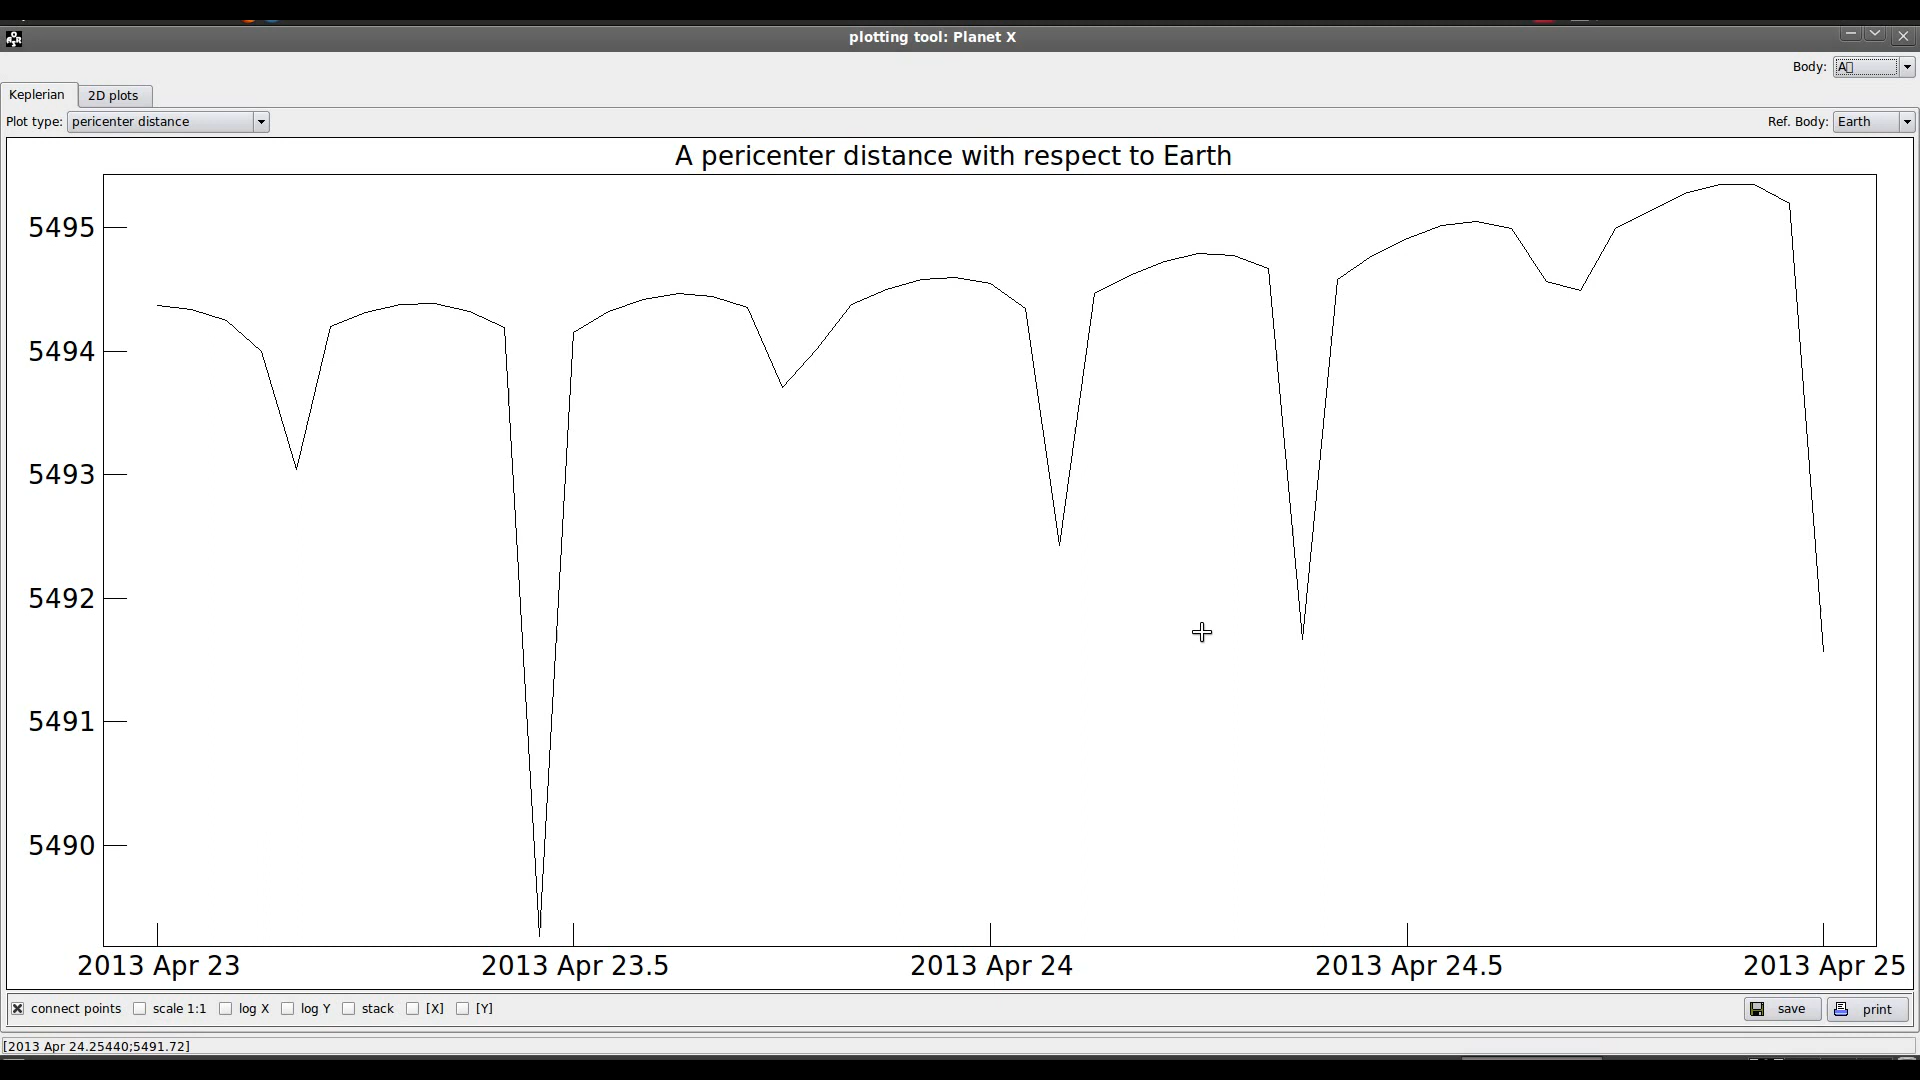 plotting tool: Planet X
Body: A
Keplerian 2D plots
Plot type: pericenter distance Ref. Body: Earth
A pericenter distance with respect to Earth
5495
5494
5493
5492
5491
5490
2013 Apr 23 2013 Apr 23.5 2013 Apr 24 2013 Apr 24.5 2013 Apr 25
connect points scale 1:1 log X log Y stack [X] [Y] save print
[2013 Apr 24.25440;5491.72]